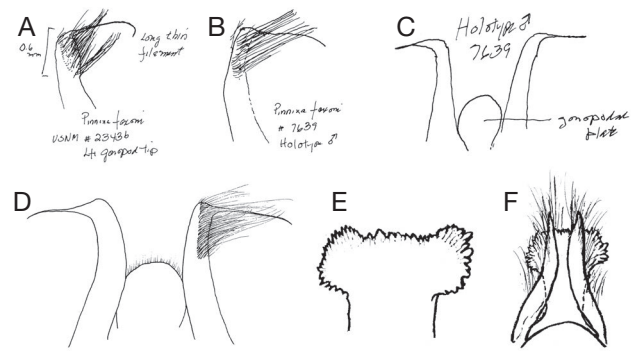 A
0.6
mm
Long thin
filament
Pinnixa faxoni
USNM # 23436
Lt gonopod tip
B
Pinnixa faxoni
# 7639
Holotype ♂
C
Holotype ♂
7639
gonopodal
plate
D
E
F